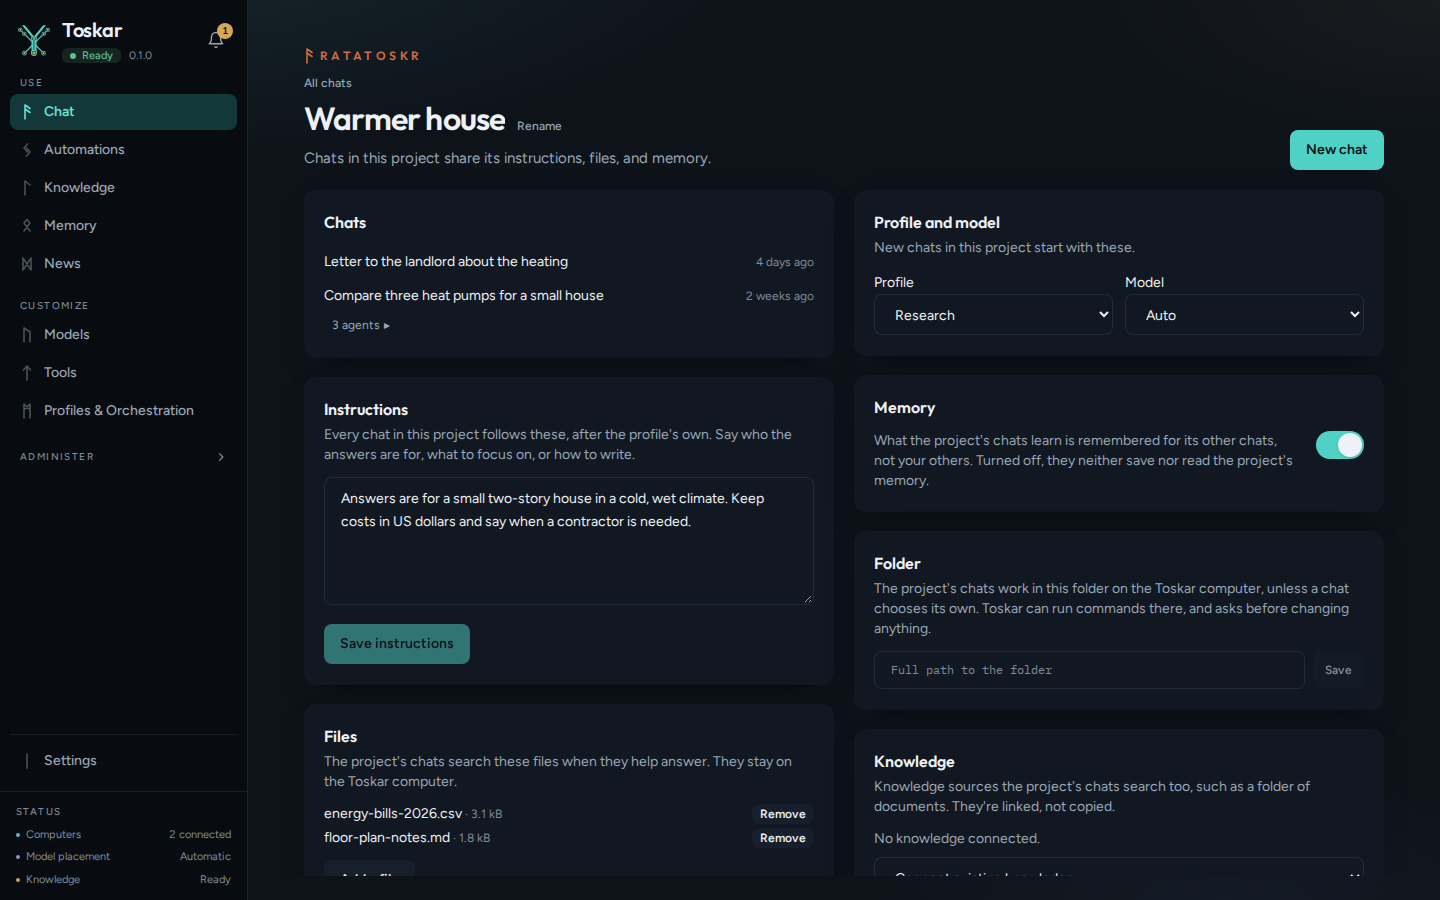 Toskar
Ready 0.1.0
1
USE
Chat
Automations
Knowledge
Memory
News
CUSTOMIZE
Models
Tools
Profiles & Orchestration
ADMINISTER
Settings
STATUS
Computers 2 connected
Model placement Automatic
Knowledge Ready
RATATOSKR
All chats
Warmer house Rename
Chats in this project share its instructions, files, and memory.
New chat
Chats
Letter to the landlord about the heating 4 days ago
Compare three heat pumps for a small house 2 weeks ago
3 agents ▸
Instructions
Every chat in this project follows these, after the profile's own. Say who the
answers are for, what to focus on, or how to write.
Answers are for a small two-story house in a cold, wet climate. Keep
costs in US dollars and say when a contractor is needed.
Save instructions
Files
The project's chats search these files when they help answer. They stay on
the Toskar computer.
energy-bills-2026.csv · 3.1 kB Remove
floor-plan-notes.md · 1.8 kB Remove
Profile and model
New chats in this project start with these.
Profile Model
Research Auto
Memory
What the project's chats learn is remembered for its other chats,
not your others. Turned off, they neither save nor read the project's
memory.
Folder
The project's chats work in this folder on the Toskar computer, unless a chat
chooses its own. Toskar can run commands there, and asks before changing
anything.
Full path to the folder Save
Knowledge
Knowledge sources the project's chats search too, such as a folder of
documents. They're linked, not copied.
No knowledge connected.